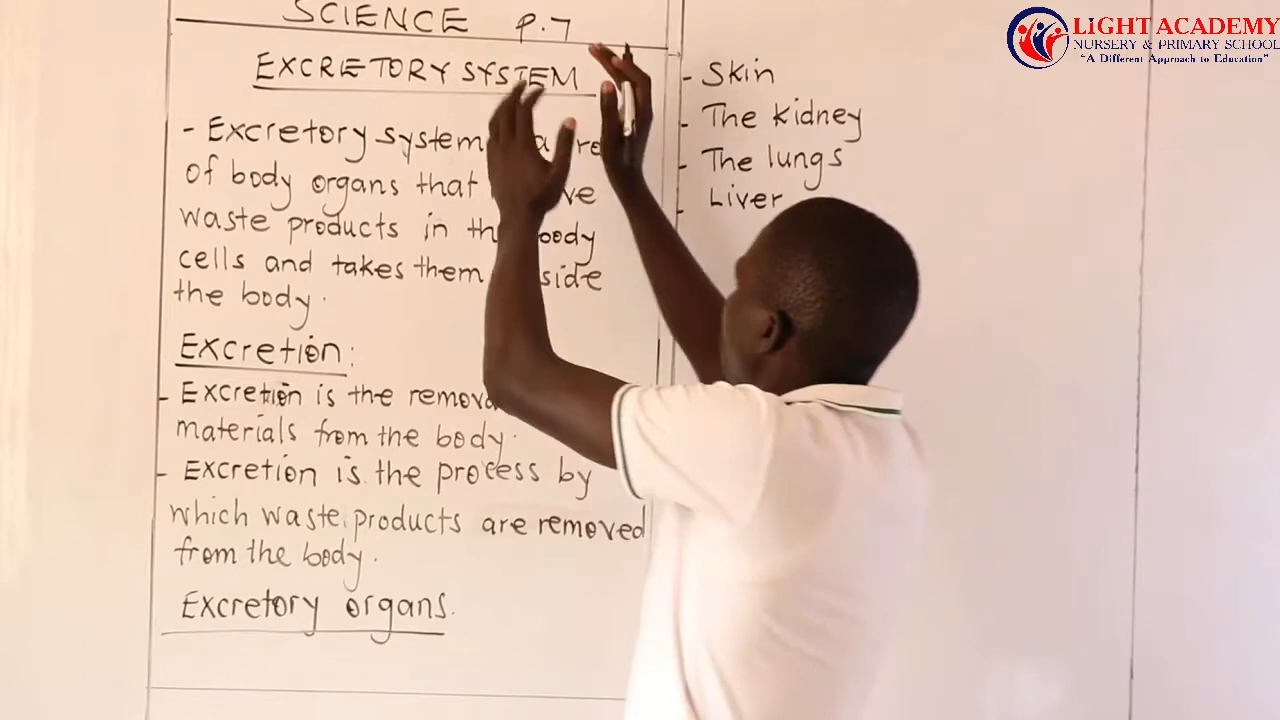 SCIENCE P.7
EXCRETORY SYSTEM
- Excretory system
of body organs that
waste products in body
cells and takes them
the body.
Excretion:
- Excretion is the
materials from the body.
- Excretion is the process by
which waste products are removed
from the body.
Excretory organs.
- Skin
- The kidney
- The lungs
- Liver
LIGHT ACADEMY
NURSERY & PRIMARY SCHOOL
"A Different Approach to Education"